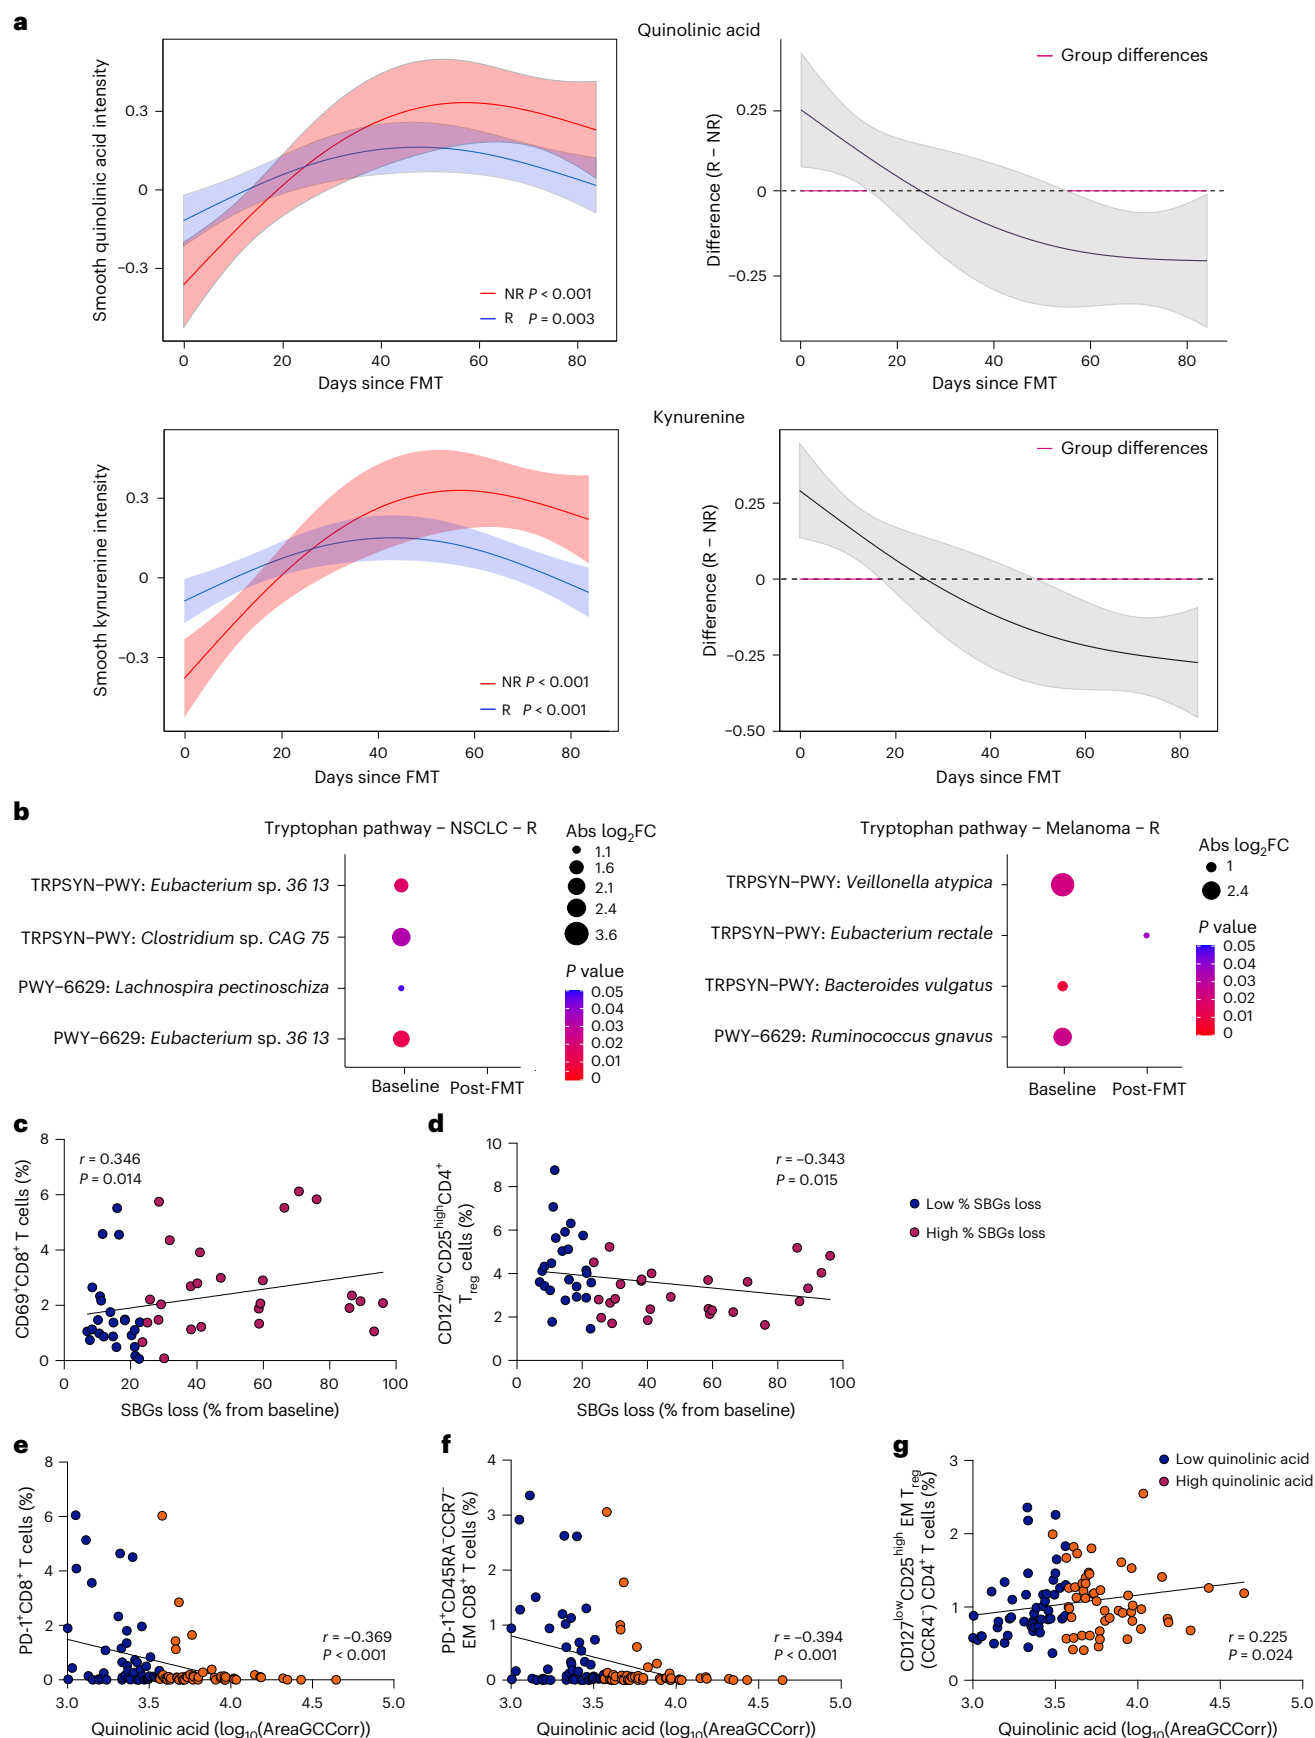 a
Quinolinic acid
Smooth quinolinic acid intensity
0.3
0
−0.3
NR P < 0.001
R P = 0.003
0 20 40 60 80
Days since FMT
Difference (R − NR)
Group differences
0.25
0
−0.25
0 20 40 60 80
Days since FMT
Kynurenine
Smooth kynurenine intensity
0.3
0
−0.3
NR P < 0.001
R P < 0.001
0 20 40 60 80
Days since FMT
Difference (R − NR)
Group differences
0.25
0
−0.25
−0.50
0 20 40 60 80
Days since FMT
b
Tryptophan pathway − NSCLC − R
TRPSYN−PWY: Eubacterium sp. 36 13
TRPSYN−PWY: Clostridium sp. CAG 75
PWY−6629: Lachnospira pectinoschiza
PWY−6629: Eubacterium sp. 36 13
Baseline Post-FMT
Abs log2FC
1.1
1.6
2.1
2.4
3.6
P value
0.05
0.04
0.03
0.02
0.01
0
Tryptophan pathway − Melanoma − R
TRPSYN−PWY: Veillonella atypica
TRPSYN−PWY: Eubacterium rectale
TRPSYN−PWY: Bacteroides vulgatus
PWY−6629: Ruminococcus gnavus
Baseline Post-FMT
Abs log2FC
1
2.4
P value
0.05
0.04
0.03
0.02
0.01
0
c
CD69+CD8+ T cells (%)
8
6
4
2
0
r = 0.346
P = 0.014
0 20 40 60 80 100
SBGs loss (% from baseline)
d
CD127lowCD25highCD4+
Treg cells (%)
10
8
6
4
2
0
r = −0.343
P = 0.015
0 20 40 60 80 100
SBGs loss (% from baseline)
Low % SBGs loss
High % SBGs loss
e
PD-1+CD8+ T cells (%)
8
6
4
2
0
r = −0.369
P < 0.001
3.0 3.5 4.0 4.5 5.0
Quinolinic acid (log10(AreaGCCorr))
f
PD-1+CD45RA−CCR7−
EM CD8+ T cells (%)
4
3
2
1
0
r = −0.394
P < 0.001
3.0 3.5 4.0 4.5 5.0
Quinolinic acid (log10(AreaGCCorr))
g
CD127lowCD25high EM Treg
(CCR4−) CD4+ T cells (%)
3
2
1
0
Low quinolinic acid
High quinolinic acid
r = 0.225
P = 0.024
3.0 3.5 4.0 4.5 5.0
Quinolinic acid (log10(AreaGCCorr))